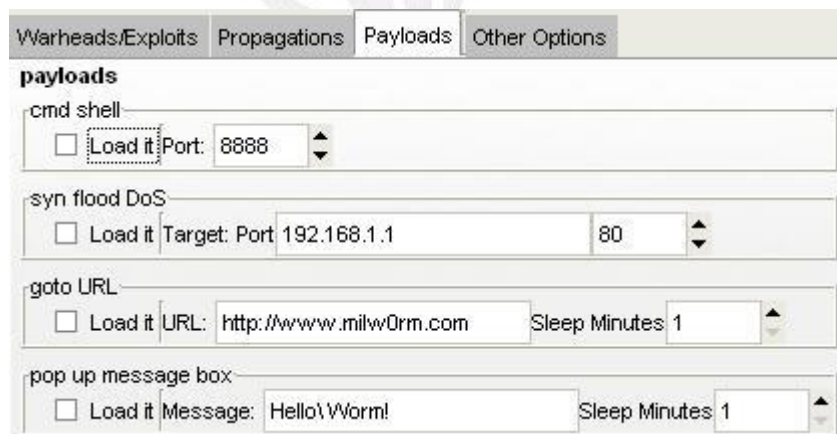 Warheads/Exploits Propagations Payloads Other Options
payloads
cmd shell
Load it Port: 8888
syn flood DoS
Load it Target: Port 192.168.1.1 80
goto URL
Load it URL: http://www.milw0rm.com Sleep Minutes 1
pop up message box
Load it Message: Hello\ Worm! Sleep Minutes 1